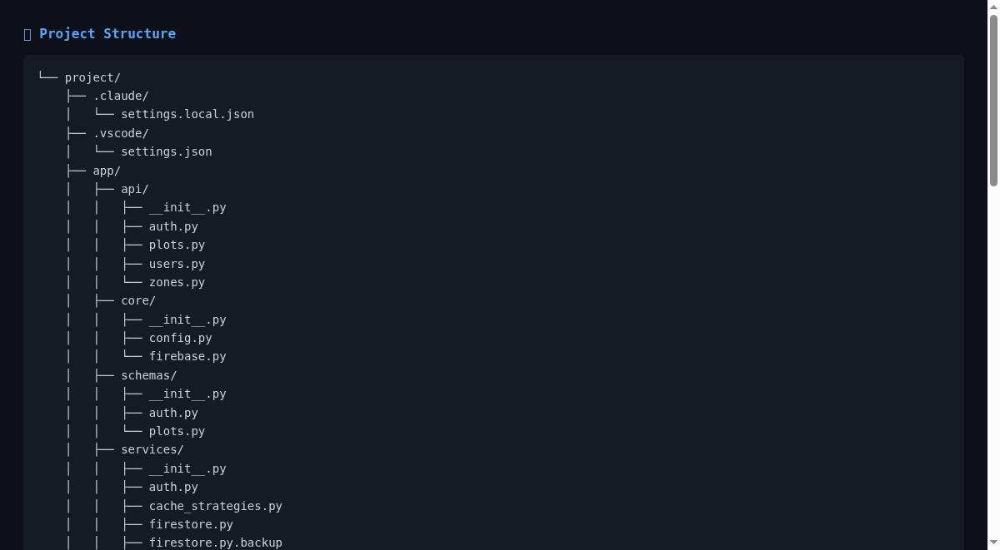 Project Structure
└── project/
    ├── .claude/
    │   └── settings.local.json
    ├── .vscode/
    │   └── settings.json
    ├── app/
    │   ├── api/
    │   │   ├── __init__.py
    │   │   ├── auth.py
    │   │   ├── plots.py
    │   │   ├── users.py
    │   │   └── zones.py
    │   ├── core/
    │   │   ├── __init__.py
    │   │   ├── config.py
    │   │   └── firebase.py
    │   ├── schemas/
    │   │   ├── __init__.py
    │   │   ├── auth.py
    │   │   └── plots.py
    │   ├── services/
    │   │   ├── __init__.py
    │   │   ├── auth.py
    │   │   ├── cache_strategies.py
    │   │   ├── firestore.py
    │   │   ├── firestore.py.backup